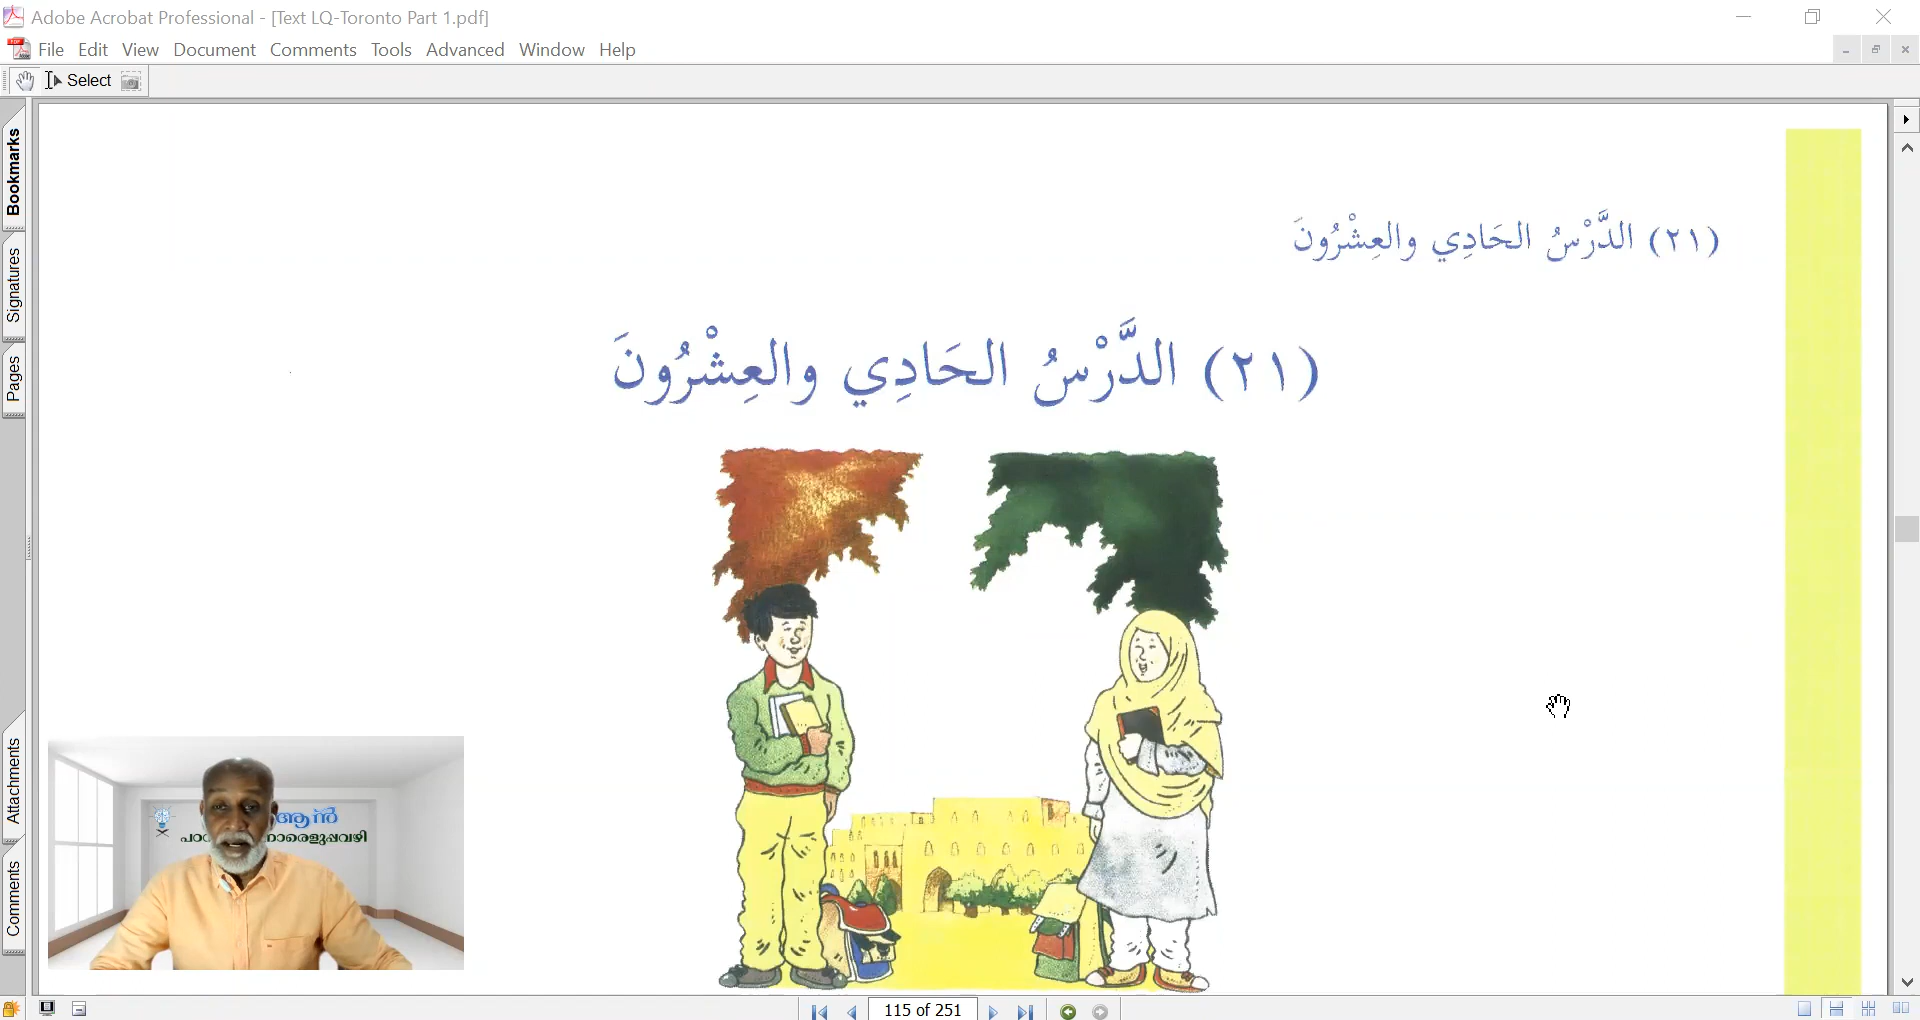 Adobe Acrobat Professional - [Text LQ-Toronto Part 1.pdf]
File Edit View Document Comments Tools Advanced Window Help
Select
Bookmarks
Signatures
Pages
Attachments
Comments
(٢١) الدَّرْسُ الحَادِي والعِشْرُونَ
(٢١) الدَّرْسُ الحَادِي والعِشْرُونَ
115 of 251